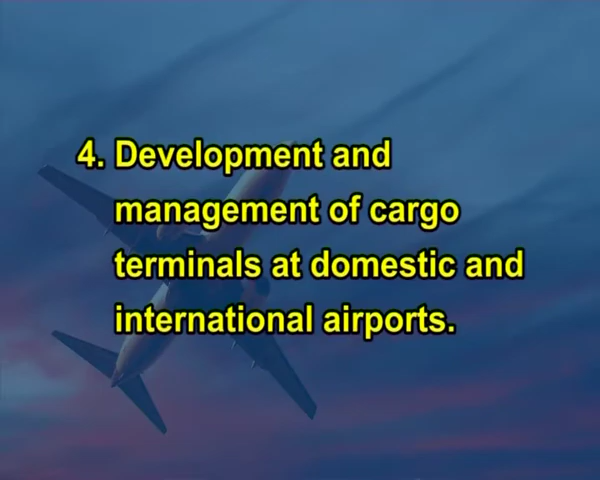 4. Development and
management of cargo
terminals at domestic and
international airports.